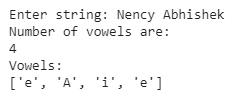 Enter string: Nency Abhishek
Number of vowels are:
4
Vowels:
['e', 'A', 'i', 'e']